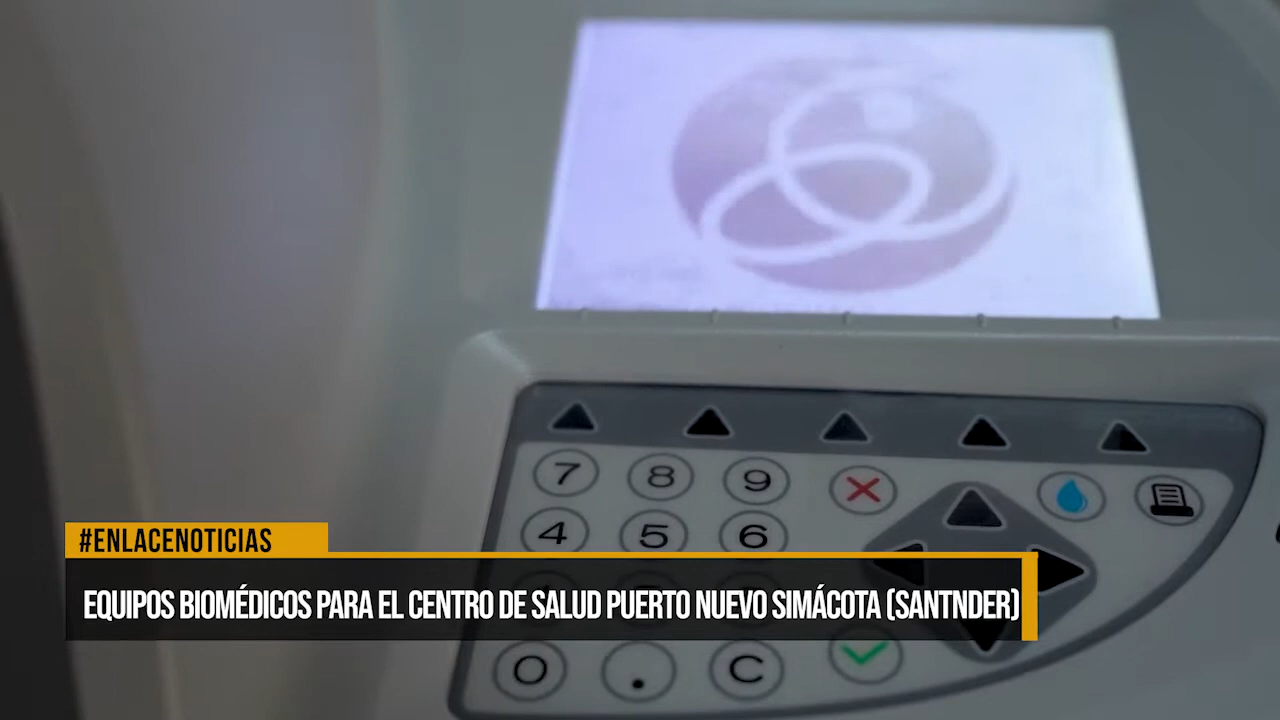 7 8 9
4 5 6
#ENLACENOTICIAS
EQUIPOS BIOMÉDICOS PARA EL CENTRO DE SALUD PUERTO NUEVO SIMÁCOTA (SANTNDER)
0 . C